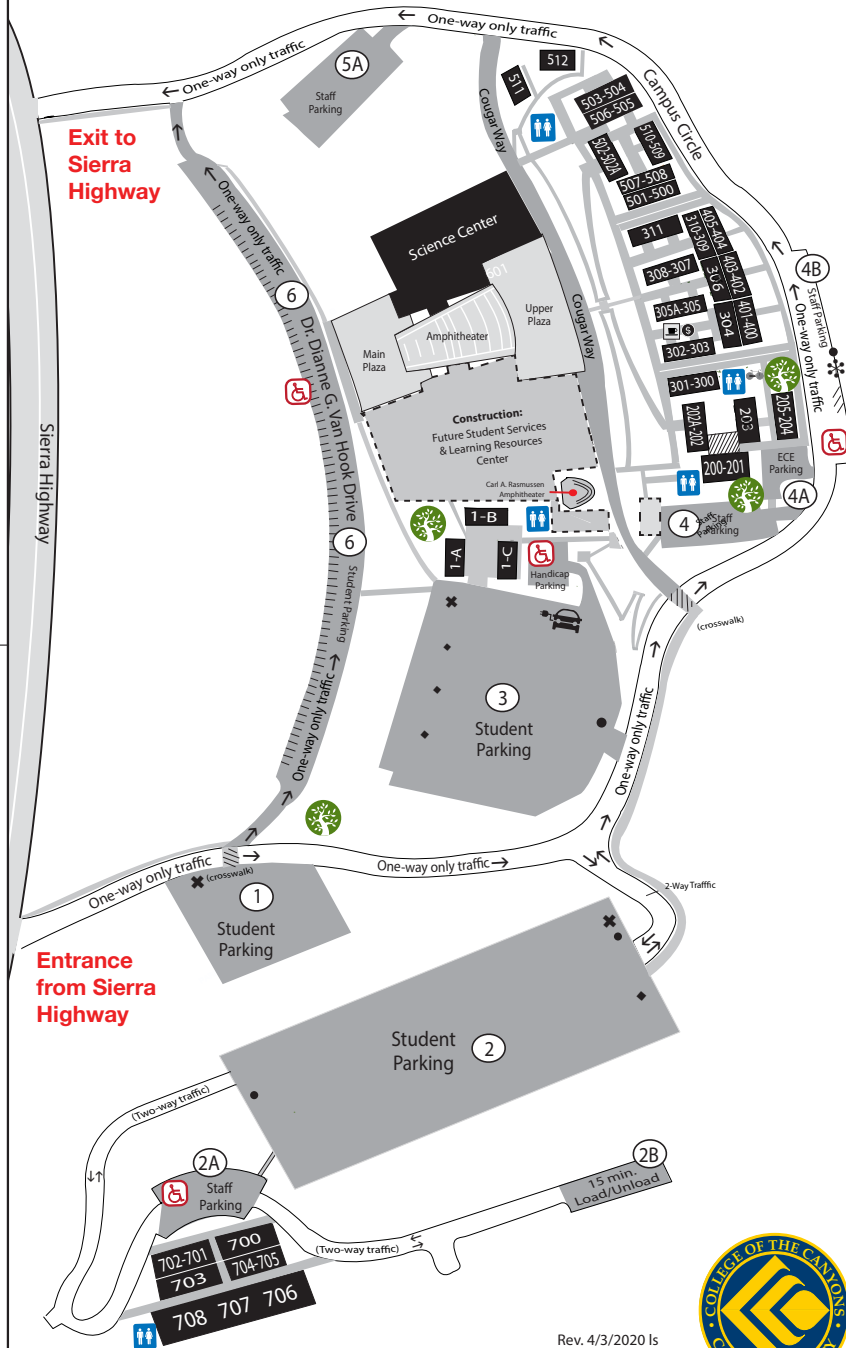 One-way only traffic
One-way only traffic
5A
Staff
Parking
Exit to
Sierra
Highway
512
511
503-504
506-505
502-502A
510-509
507-508
501-500
Campus Circle
Cougar Way
Science Center
601
311
310-309
405-404
308-307
306
403-402
305A-305
304
401-400
302-303
301-300
4B
Staff Parking
One-way only traffic
One-way only traffic
6
Dr. Dianne G. Van Hook Drive
Main
Plaza
Amphitheater
Upper
Plaza
Cougar Way
Construction:
Future Student Services
& Learning Resources
Center
Carl A. Rasmussen
Amphitheater
202A-202
203
205-204
200-201
ECE
Parking
4A
4
Staff
Parking
Staff
Parking
Sierra Highway
6
Student Parking
One-way only traffic
1-B
1-A
1-C
Handicap
Parking
(crosswalk)
3
Student
Parking
One-way only traffic
One-way only traffic
(crosswalk)
One-way only traffic
1
Student
Parking
2-Way Trafffic
Entrance
from Sierra
Highway
Student
Parking
2
(Two-way traffic)
2A
Staff
Parking
2B
15 min.
Load/Unload
(Two-way traffic)
702-701
700
703
704-705
708 707 706
Rev. 4/3/2020 ls
COLLEGE OF THE CANYONS